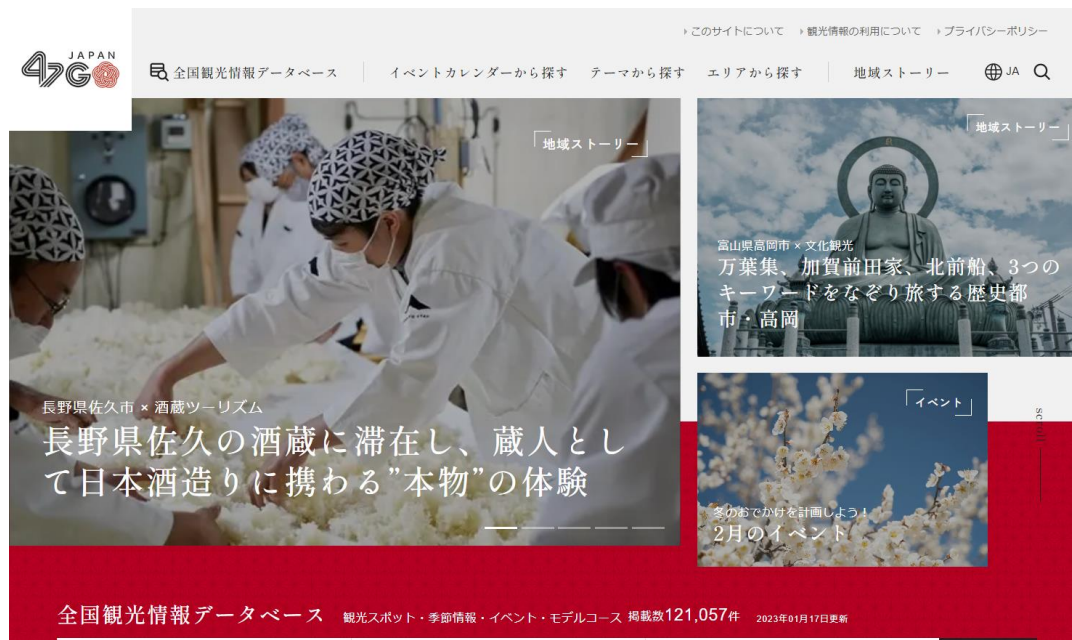 このサイトについて 観光情報の利用について プライバシーポリシー
47GO JAPAN
全国観光情報データベース イベントカレンダーから探す テーマから探す エリアから探す 地域ストーリー JA
地域ストーリー
長野県佐久市 × 酒蔵ツーリズム
長野県佐久の酒蔵に滞在し、蔵人とし
て日本酒造りに携わる”本物”の体験
地域ストーリー
富山県高岡市 × 文化観光
万葉集、加賀前田家、北前船、3つの
キーワードをなぞり旅する歴史都
市・高岡
イベント
冬のおでかけを計画しよう！
2月のイベント
scroll
全国観光情報データベース 観光スポット・季節情報・イベント・モデルコース 掲載数121,057件 2023年01月17日更新